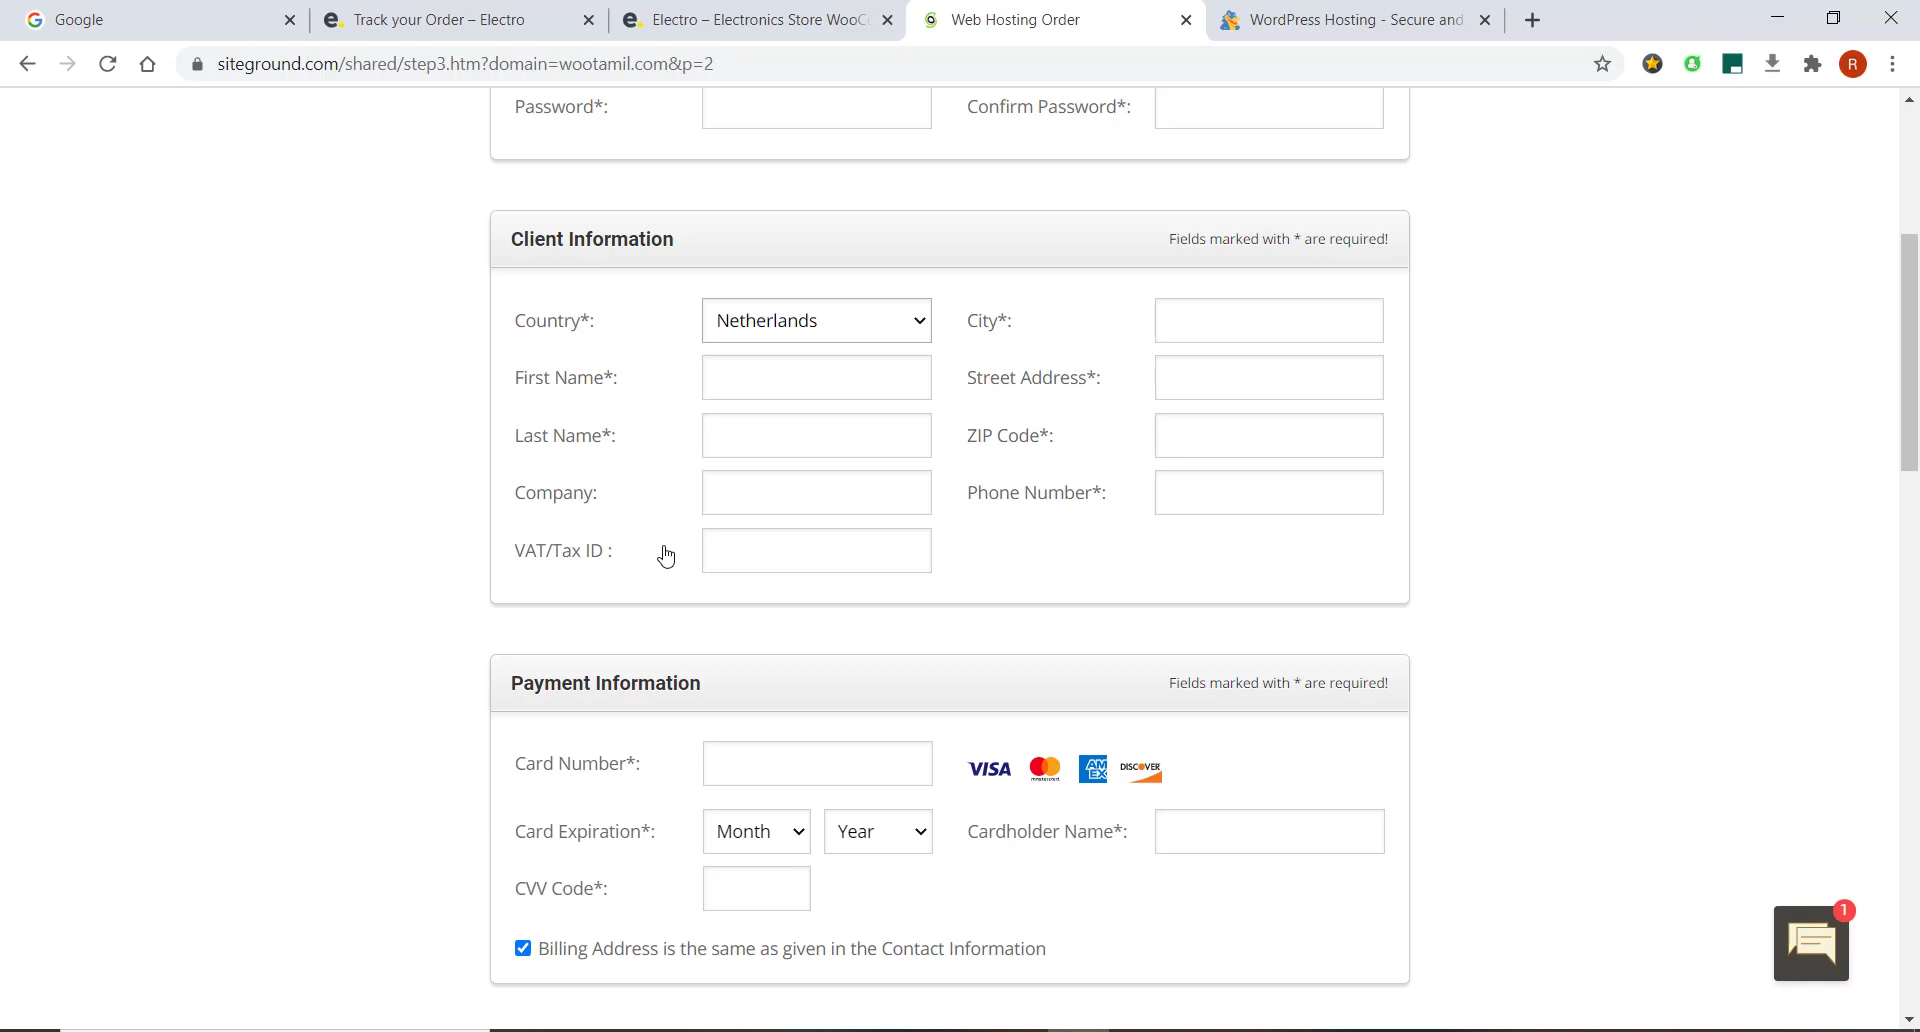 Google
Track your Order – Electro
Electro – Electronics Store WooCo
Web Hosting Order
WordPress Hosting - Secure and
siteground.com/shared/step3.htm?domain=wootamil.com&p=2
R
Password*:
Confirm Password*:
Client Information
Fields marked with * are required!
Country*:
Netherlands
City*:
First Name*:
Street Address*:
Last Name*:
ZIP Code*:
Company:
Phone Number*:
VAT/Tax ID :
Payment Information
Fields marked with * are required!
Card Number*:
VISA
mastercard
AM
EX
DISCOVER
Card Expiration*:
Month
Year
Cardholder Name*:
CVV Code*:
Billing Address is the same as given in the Contact Information
1